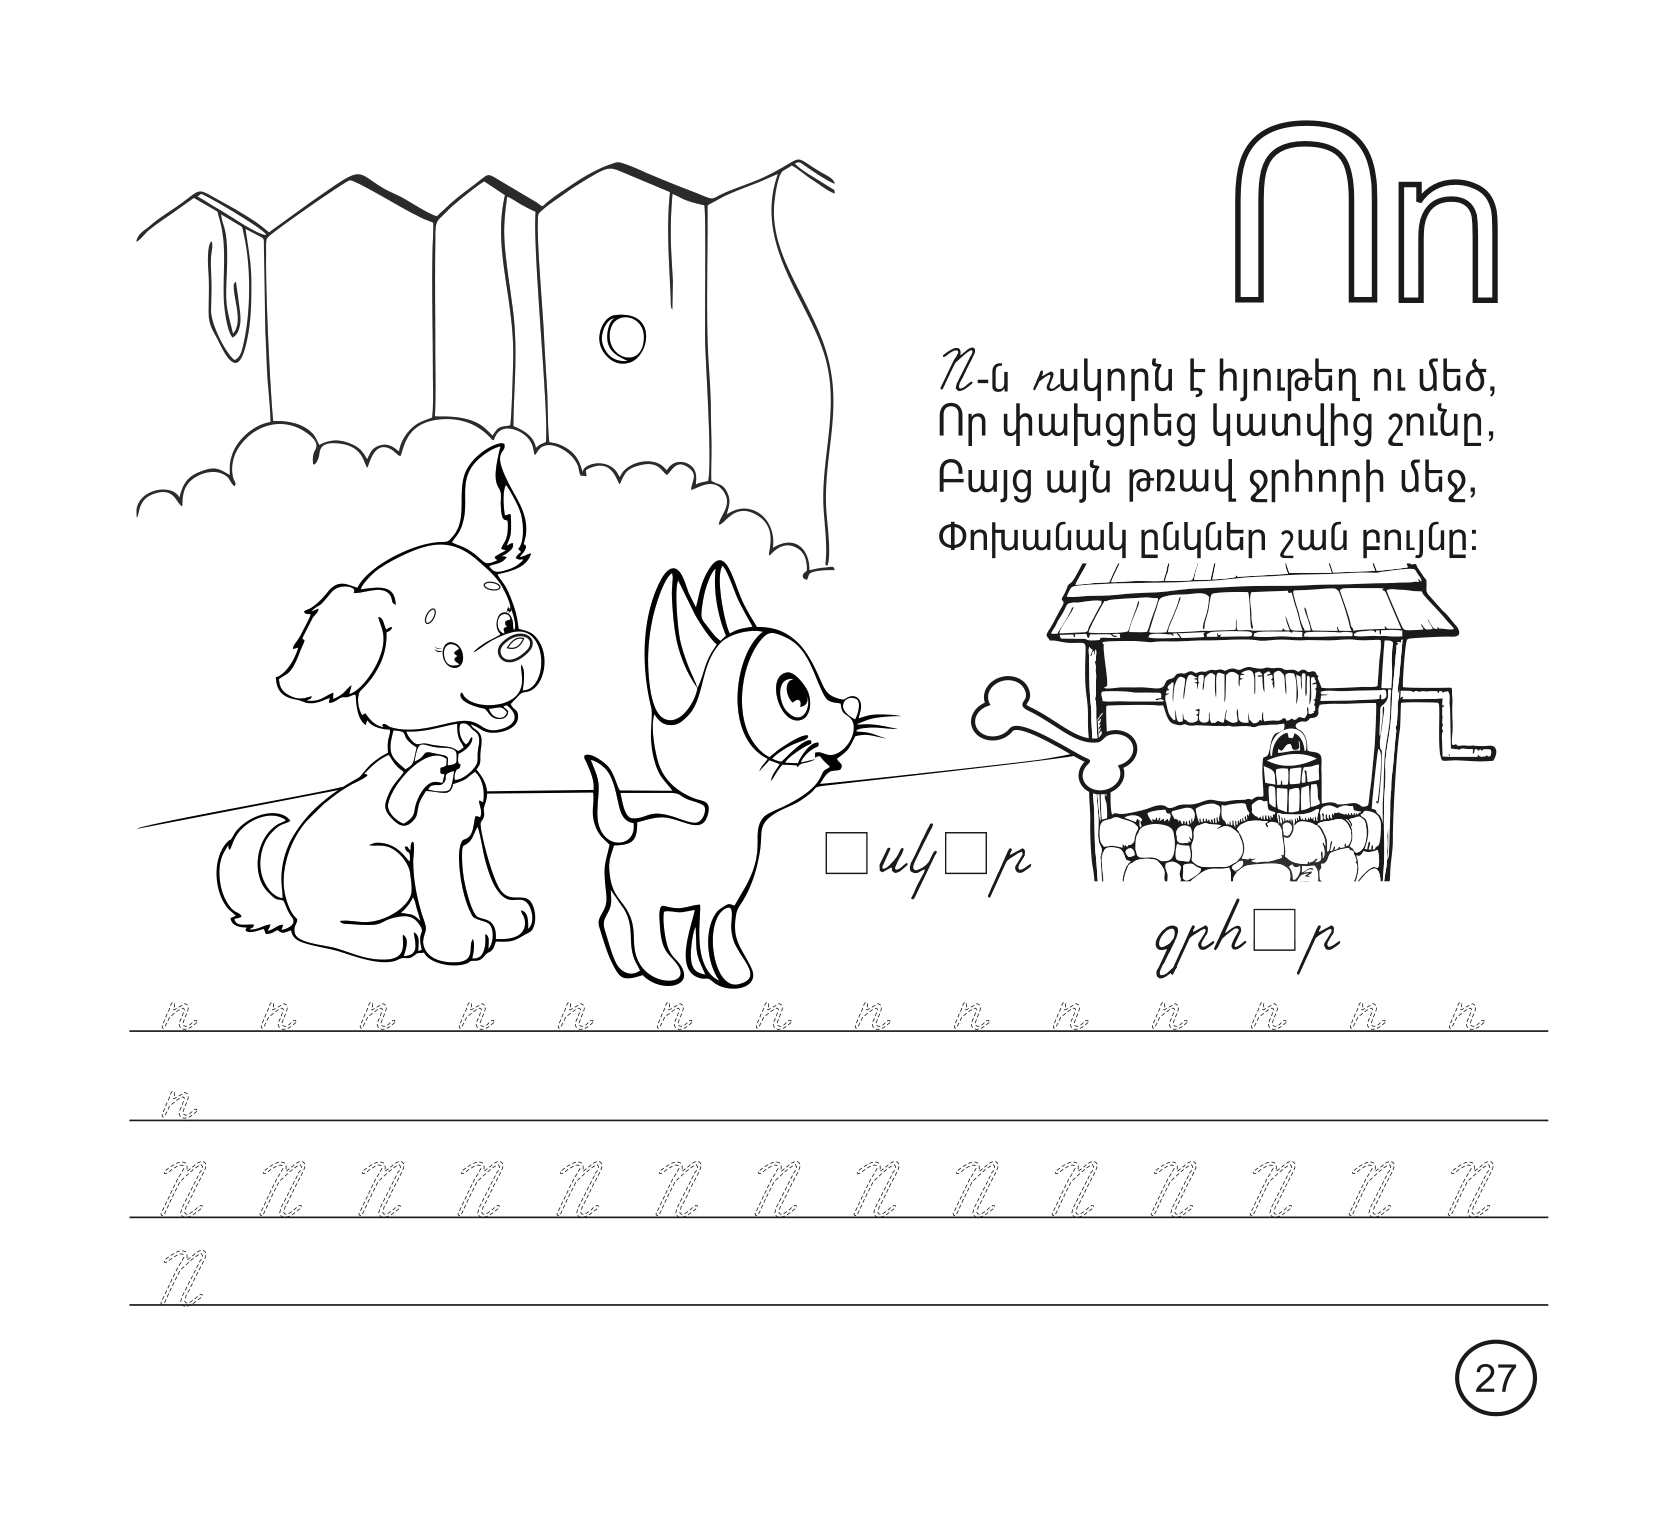 Ո ո
Ո-ն ոսկորն է հյութեղ ու մեծ,
Որ փախցրեց կատվից շունը,
Բայց այն թռավ ջրհորի մեջ,
Փոխանակ ընկներ շան բույնը:
□սկ□ր
ջրհ□ր
ո ո ո ո ո ո ո ո ո ո ո ո ո ո
ո
Ո Ո Ո Ո Ո Ո Ո Ո Ո Ո Ո Ո Ո Ո
Ո
27